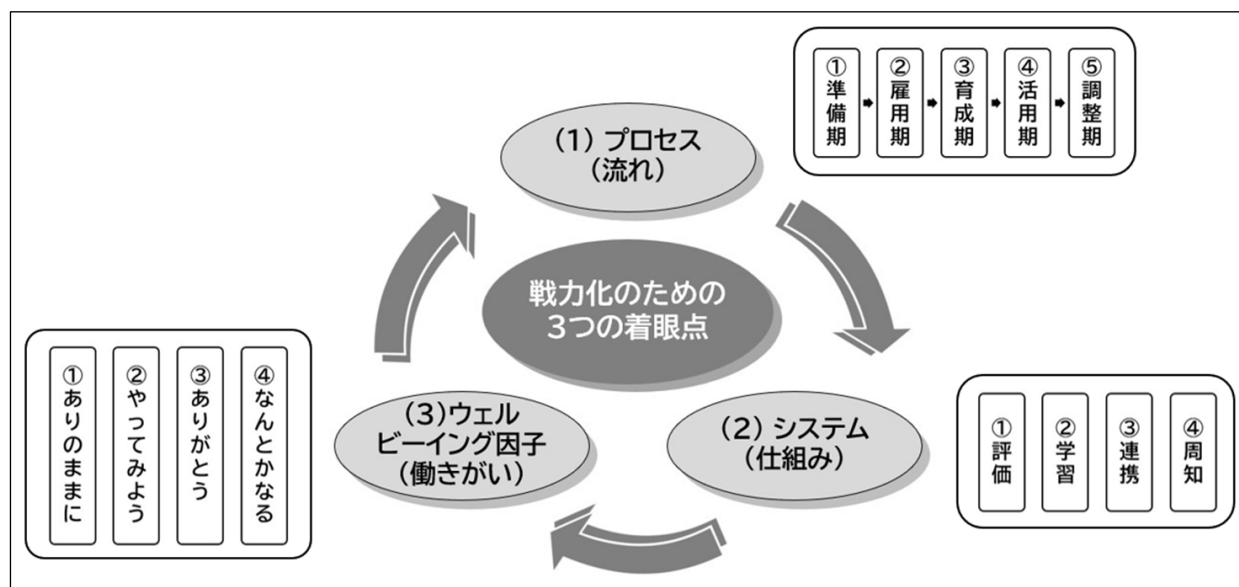 (1) プロセス
(流れ)
①準備期
②雇用期
③育成期
④活用期
⑤調整期
戦力化のための
3つの着眼点
(2) システム
(仕組み)
①評価
②学習
③連携
④周知
(3)ウェル
ビーイング因子
(働きがい)
①ありのままに
②やってみよう
③ありがとう
④なんとかなる